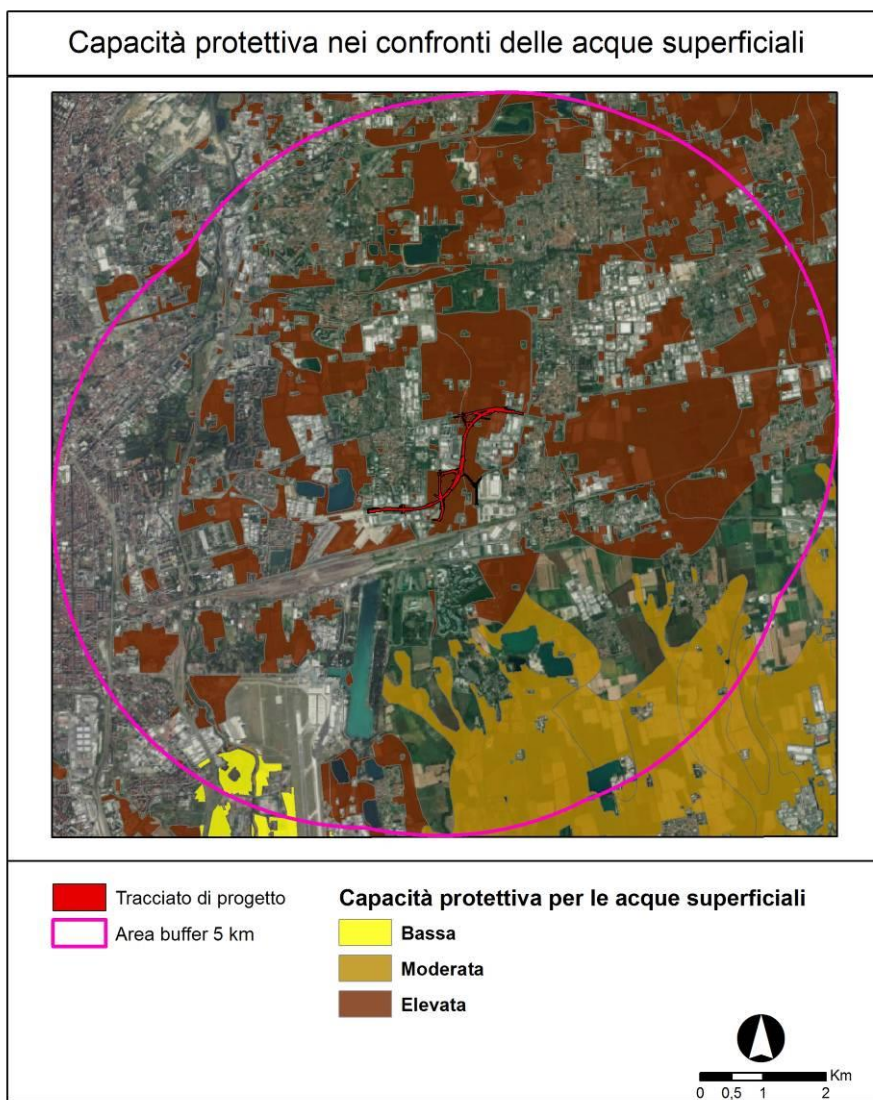 Capacità protettiva nei confronti delle acque superficiali
Tracciato di progetto
Area buffer 5 km
Capacità protettiva per le acque superficiali
Bassa
Moderata
Elevata
Km
0 0,5 1 2